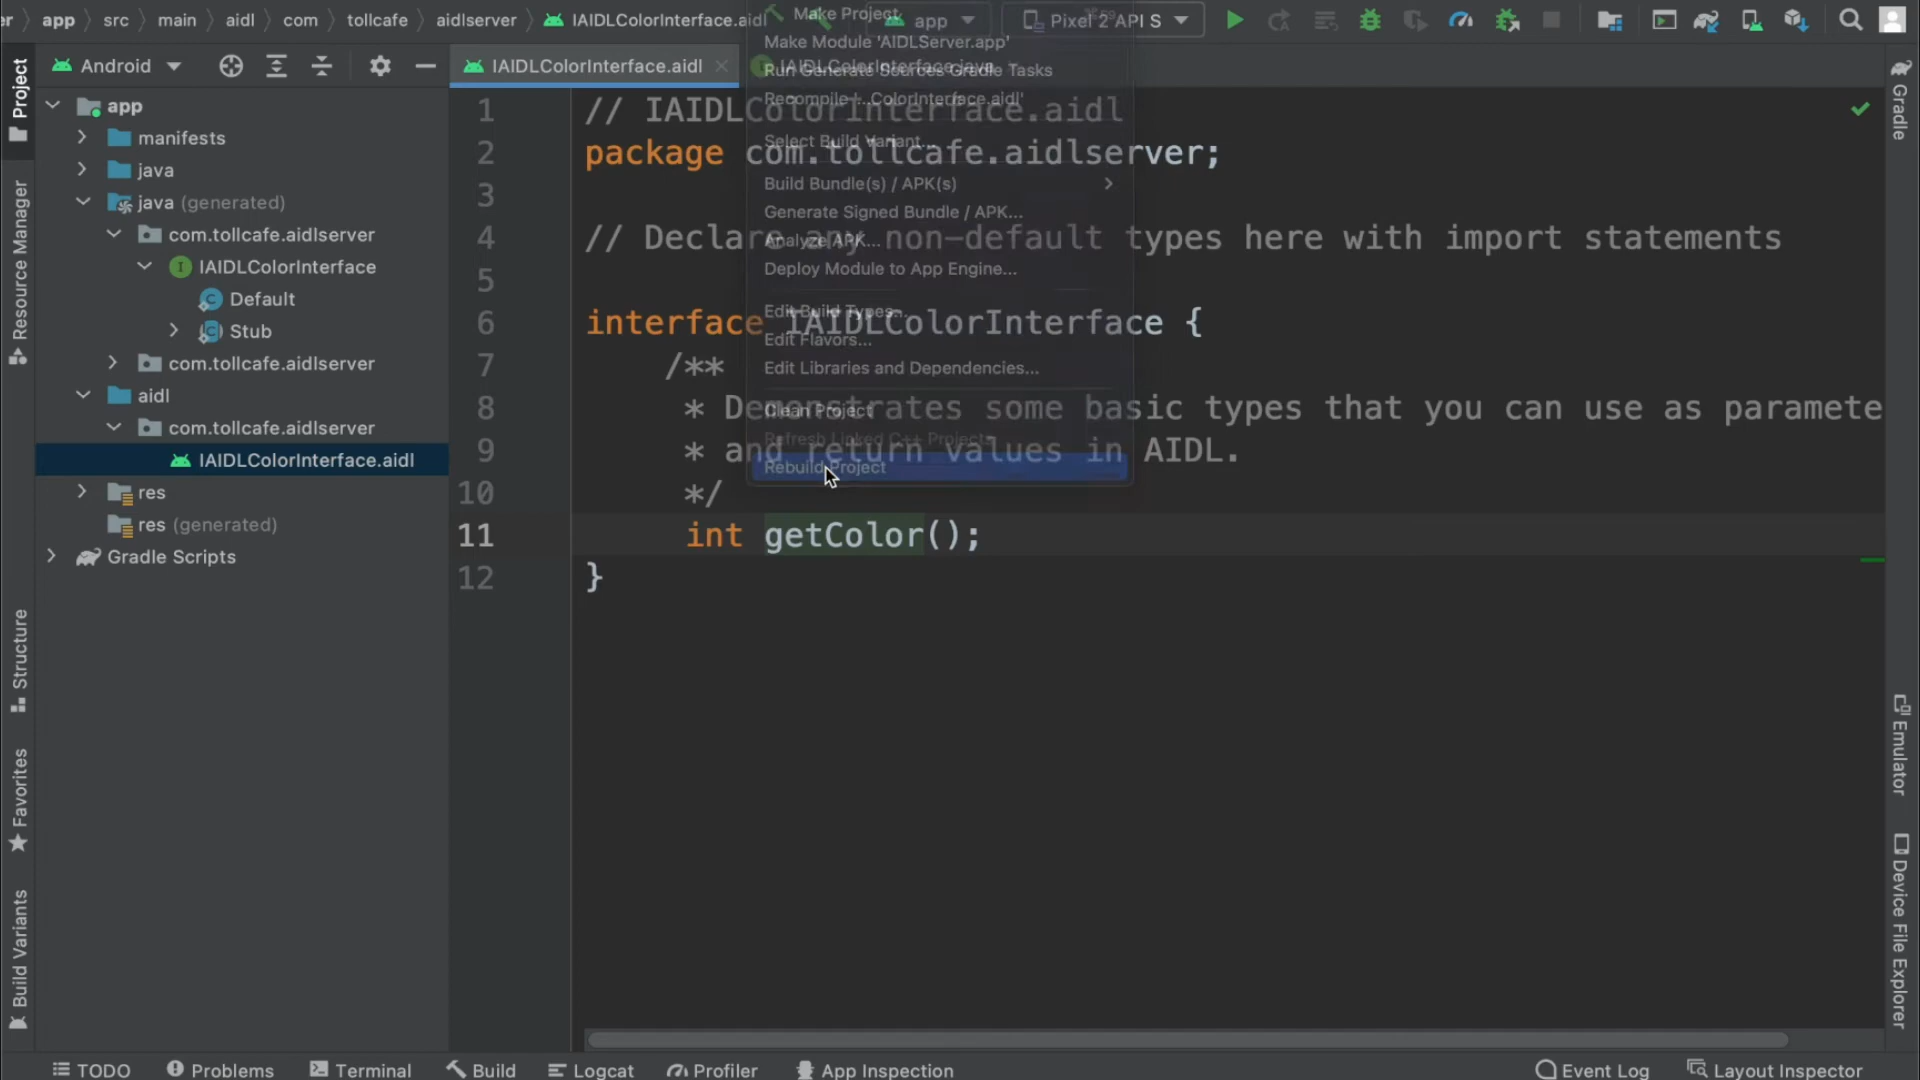 er app src main aidl com tollcafe aidlserver IAIDLColorInterface.aidl app Pixel 2 API S
Make Project
Make Module 'AIDLServer.app'
Run Generate Sources Gradle Tasks
Select Build Variant...
Build Bundle(s) / APK(s)
Generate Signed Bundle / APK...
Analyze APK...
Deploy Module to App Engine...
Edit Build Types...
Edit Flavors...
Edit Libraries and Dependencies...
Clean Project
Refresh Linked C++ Projects
Rebuild Project
Project
Resource Manager
Structure
Favorites
Build Variants
Android
app
manifests
java
java (generated)
com.tollcafe.aidlserver
IAIDLColorInterface
Default
Stub
com.tollcafe.aidlserver
aidl
com.tollcafe.aidlserver
IAIDLColorInterface.aidl
res
res (generated)
Gradle Scripts
IAIDLColorInterface.aidl
IAIDLColorInterface.java
1 // IAIDLColorInterface.aidl
2 package com.tollcafe.aidlserver;
3
4 // Declare any non-default types here with import statements
5
6 interface IAIDLColorInterface {
7 /**
8 * Demonstrates some basic types that you can use as paramete
9 * and return values in AIDL.
10 */
11 int getColor();
12 }
Gradle
Emulator
Device File Explorer
TODO Problems Terminal Build Logcat Profiler App Inspection Event Log Layout Inspector